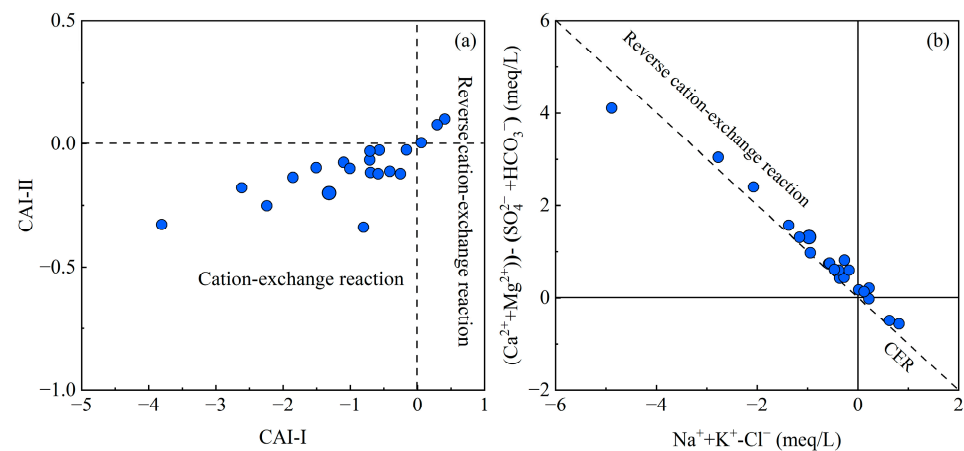 (a)
0.5
0.0
−0.5
−1.0
CAI-II
Reverse cation-exchange reaction
Cation-exchange reaction
−5 −4 −3 −2 −1 0 1
CAI-I
(b)
6
4
2
0
−2
(Ca²⁺+Mg²⁺))- (SO₄²⁻+HCO₃⁻) (meq/L)
Reverse cation-exchange reaction
CER
−6 −4 −2 0 2
Na⁺+K⁺-Cl⁻ (meq/L)